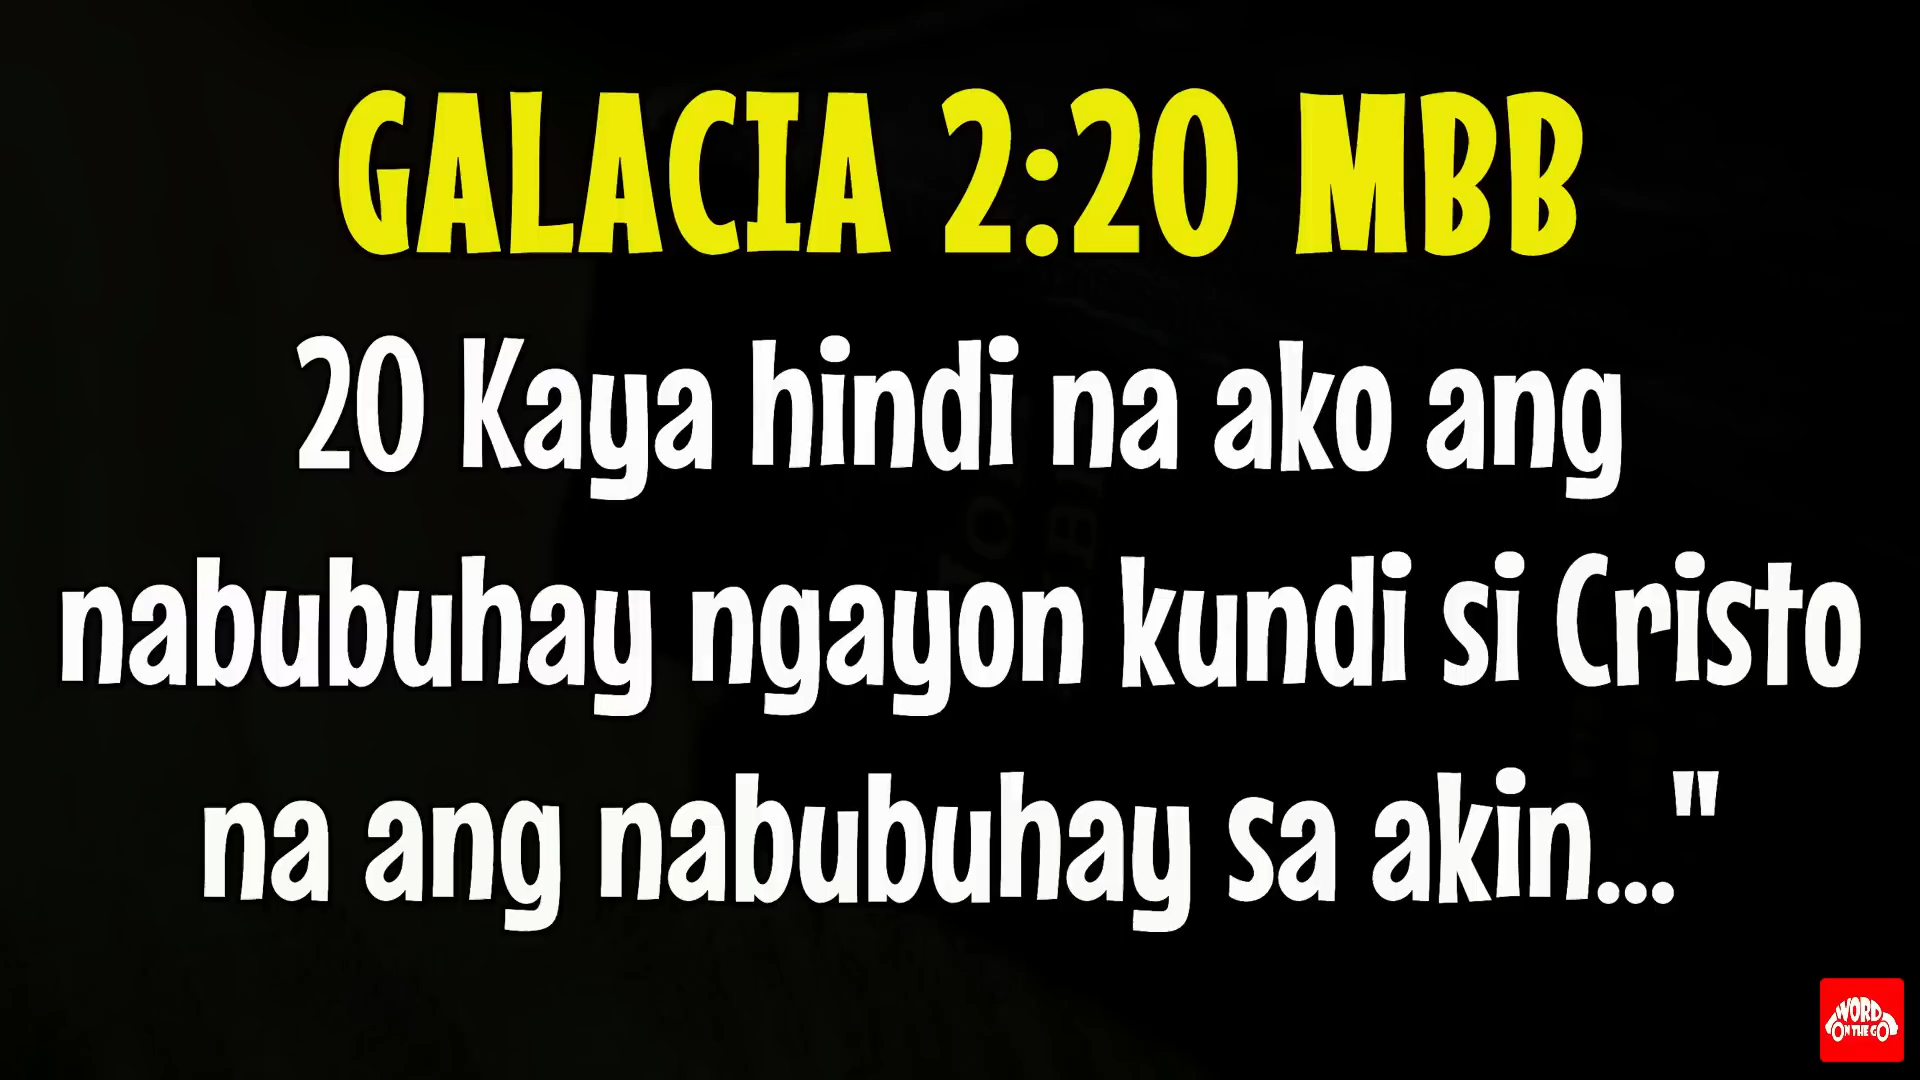 GALACIA 2:20 MBB
20 Kaya hindi na ako ang
nabubuhay ngayon kundi si Cristo
na ang nabubuhay sa akin..."
WORD
ON THE GO